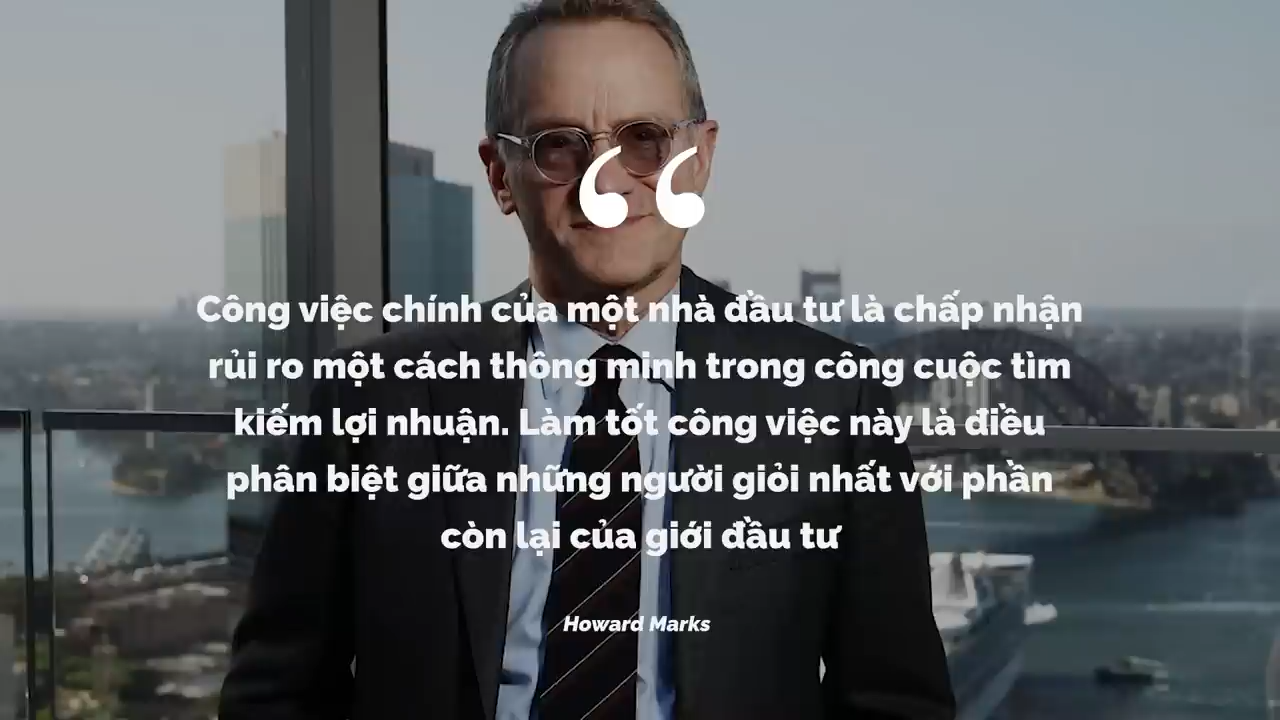 “
Công việc chính của một nhà đầu tư là chấp nhận
rủi ro một cách thông minh trong công cuộc tìm
kiếm lợi nhuận. Làm tốt công việc này là điều
phân biệt giữa những người giỏi nhất với phần
còn lại của giới đầu tư
Howard Marks